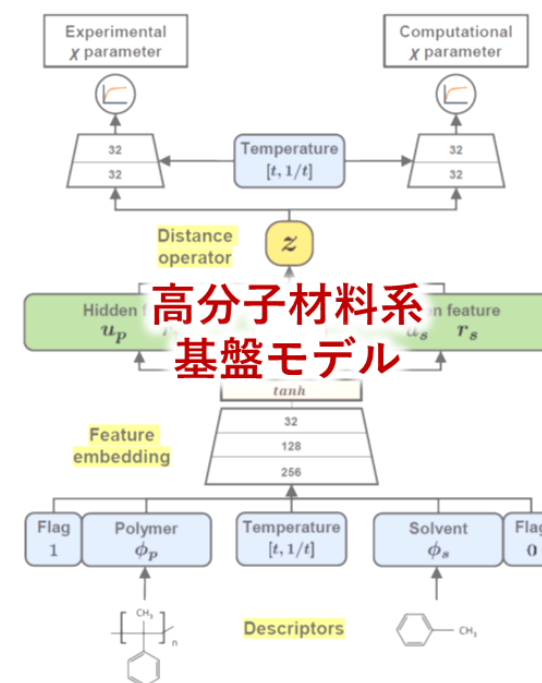 Experimental
χ parameter
Computational
χ parameter
32
32
Temperature
[t, 1/t]
32
32
Distance
operator
z
Hidden
feature
u_p
u_s r_s
高分子材料系
基盤モデル
tanh
Feature
embedding
32
128
256
Flag
1
Polymer
ϕ_p
Temperature
[t, 1/t]
Solvent
ϕ_s
Flag
0
CH₃
n
Descriptors
CH₃